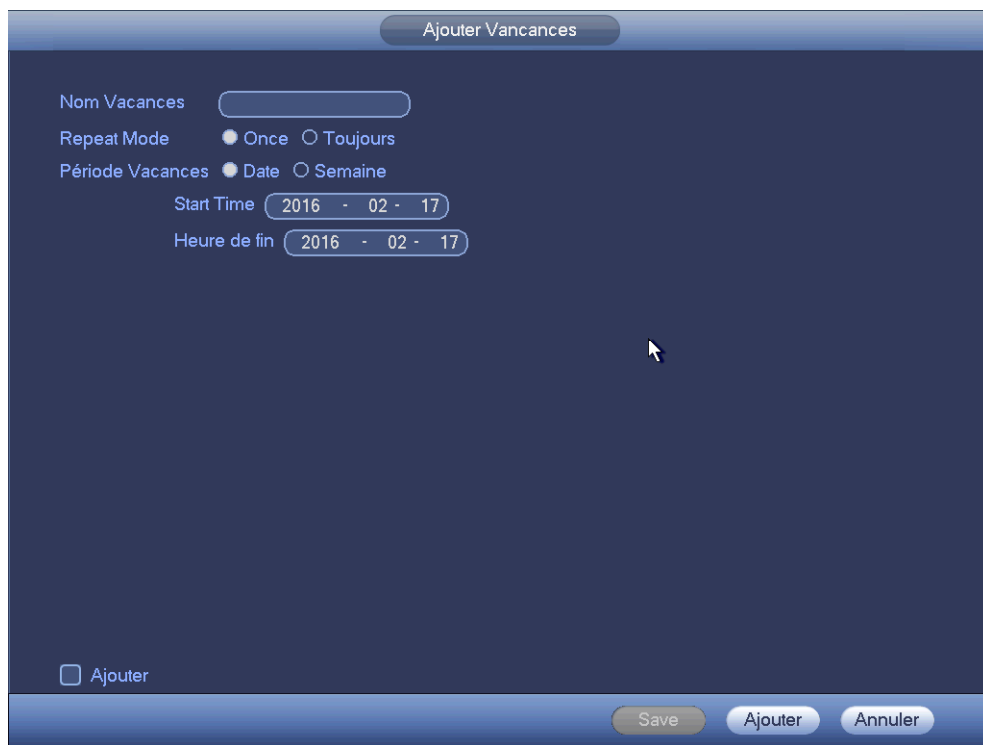 Ajouter Vancances
Nom Vacances
Repeat Mode Once Toujours
Période Vacances Date Semaine
Start Time 2016 - 02 - 17
Heure de fin 2016 - 02 - 17
Ajouter
Save Ajouter Annuler